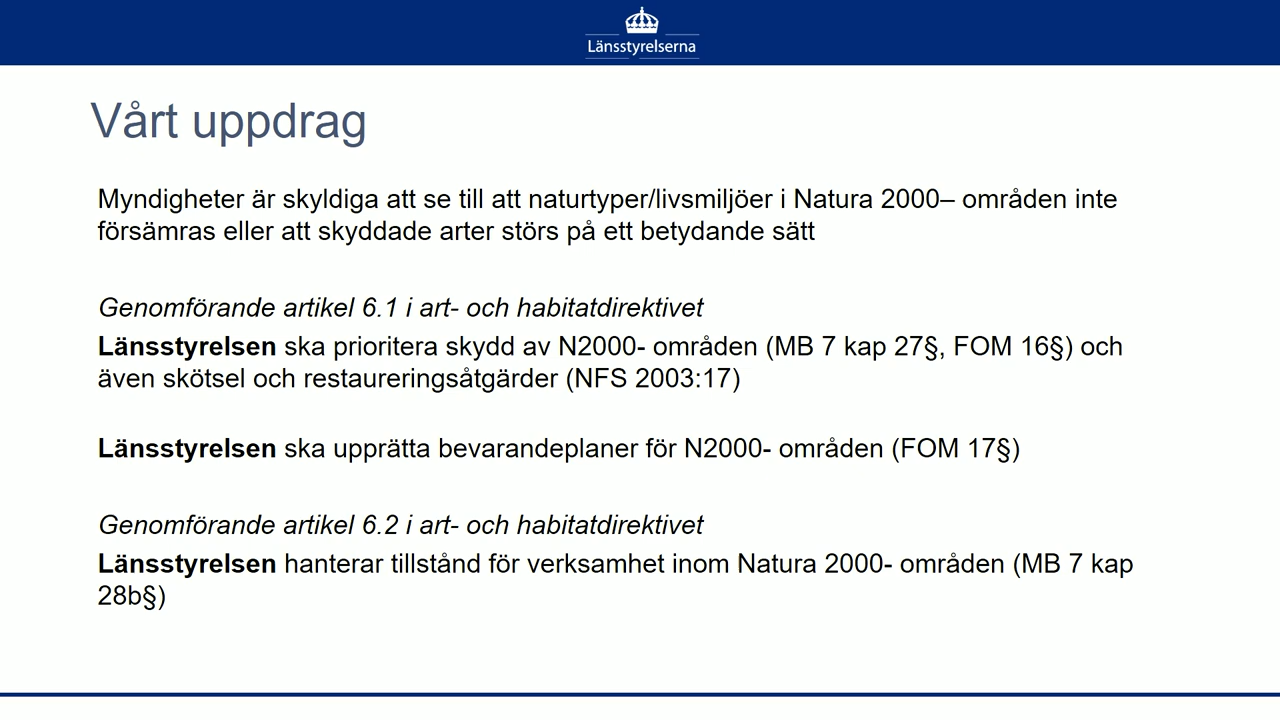 Länsstyrelserna
Vårt uppdrag
Myndigheter är skyldiga att se till att naturtyper/livsmiljöer i Natura 2000– områden inte
försämras eller att skyddade arter störs på ett betydande sätt
Genomförande artikel 6.1 i art- och habitatdirektivet
Länsstyrelsen ska prioritera skydd av N2000- områden (MB 7 kap 27§, FOM 16§) och
även skötsel och restaureringsåtgärder (NFS 2003:17)
Länsstyrelsen ska upprätta bevarandeplaner för N2000- områden (FOM 17§)
Genomförande artikel 6.2 i art- och habitatdirektivet
Länsstyrelsen hanterar tillstånd för verksamhet inom Natura 2000- områden (MB 7 kap
28b§)